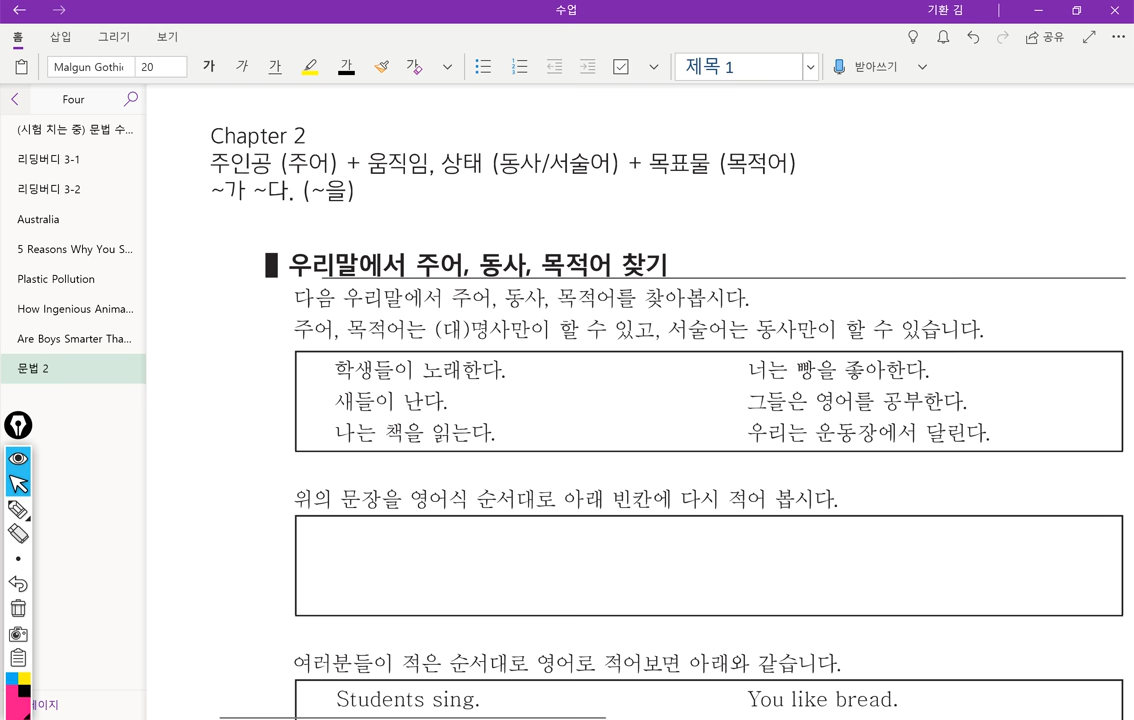 수업
기환 김
홈 삽입 그리기 보기
공유
Malgun Gothic 20 가 가 가 가 가 제목 1 받아쓰기
Four
(시험 치는 중) 문법 수...
리딩버디 3-1
리딩버디 3-2
Australia
5 Reasons Why You S...
Plastic Pollution
How Ingenious Anima...
Are Boys Smarter Tha...
문법 2
페이지
Chapter 2
주인공 (주어) + 움직임, 상태 (동사/서술어) + 목표물 (목적어)
~가 ~다. (~을)
우리말에서 주어, 동사, 목적어 찾기
다음 우리말에서 주어, 동사, 목적어를 찾아봅시다.
주어, 목적어는 (대)명사만이 할 수 있고, 서술어는 동사만이 할 수 있습니다.
학생들이 노래한다. 너는 빵을 좋아한다.
새들이 난다. 그들은 영어를 공부한다.
나는 책을 읽는다. 우리는 운동장에서 달린다.
위의 문장을 영어식 순서대로 아래 빈칸에 다시 적어 봅시다.
여러분들이 적은 순서대로 영어로 적어보면 아래와 같습니다.
Students sing. You like bread.